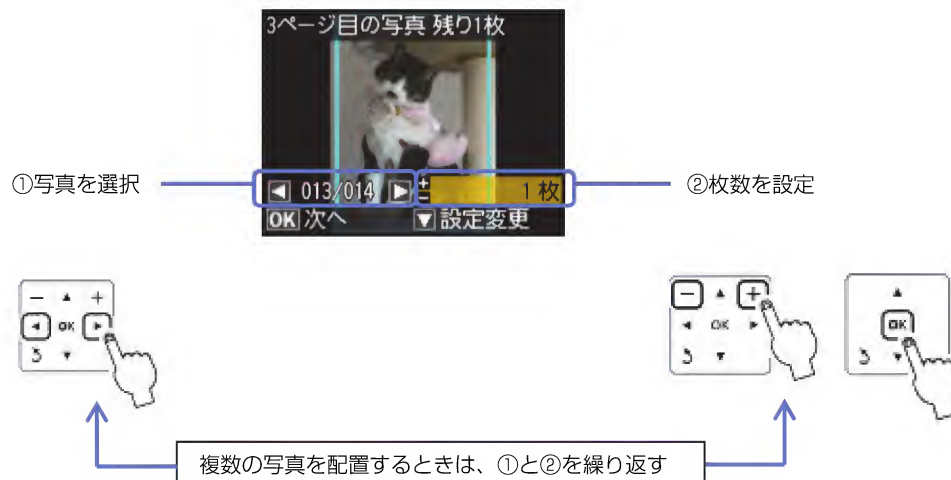 3ページ目の写真 残り1枚
①写真を選択
◀ 013/014 ▶ + − 1枚
②枚数を設定
OK 次へ ▼ 設定変更
− ▲ +
◀ OK ▶
▼
− ▲ +
◀ OK ▶
▼
▲
OK
▼
複数の写真を配置するときは、①と②を繰り返す